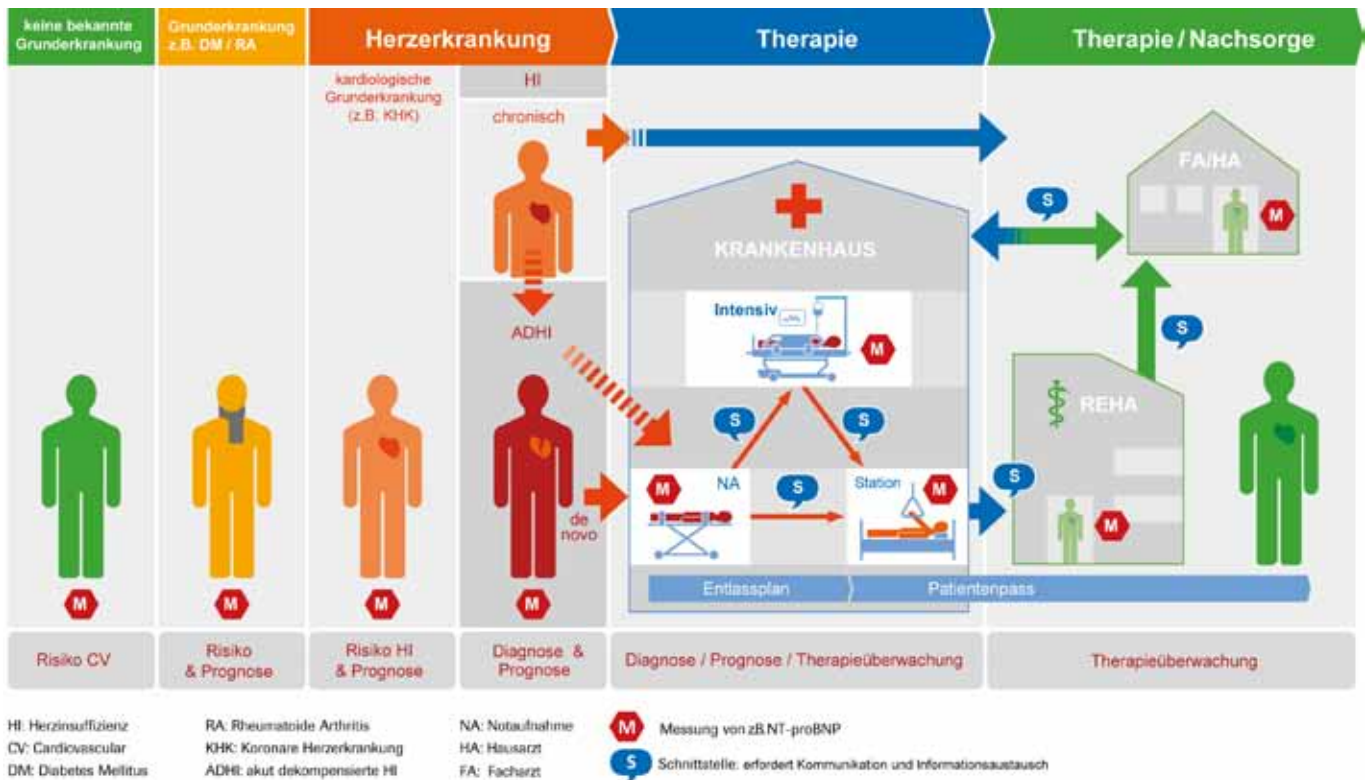 keine bekannte
Grunderkrankung
Grunderkrankung
z.B. DM / RA
Herzerkrankung
Therapie
Therapie / Nachsorge
kardiologische
Grunderkrankung
(z.B. KHK)
HI
chronisch
FA/HA
S
M
KRANKENHAUS
Intensiv
M
ADHI
S
REHA
S
S
M
NA
S
Station
M
S
M
de
novo
Entlassplan
Patientenpass
M
M
M
M
Risiko CV
Risiko
& Prognose
Risiko HI
& Prognose
Diagnose &
Prognose
Diagnose / Prognose / Therapieüberwachung
Therapieüberwachung
HI: Herzinsuffizienz
CV: Cardiovascular
DM: Diabetes Mellitus
RA: Rheumatoide Arthritis
KHK: Koronare Herzerkrankung
ADHI: akut dekompensierte HI
NA: Notaufnahme
HA: Hausarzt
FA: Facharzt
M Messung von zB.NT-proBNP
S Schnittstelle: erfordert Kommunikation und Informationsaustausch